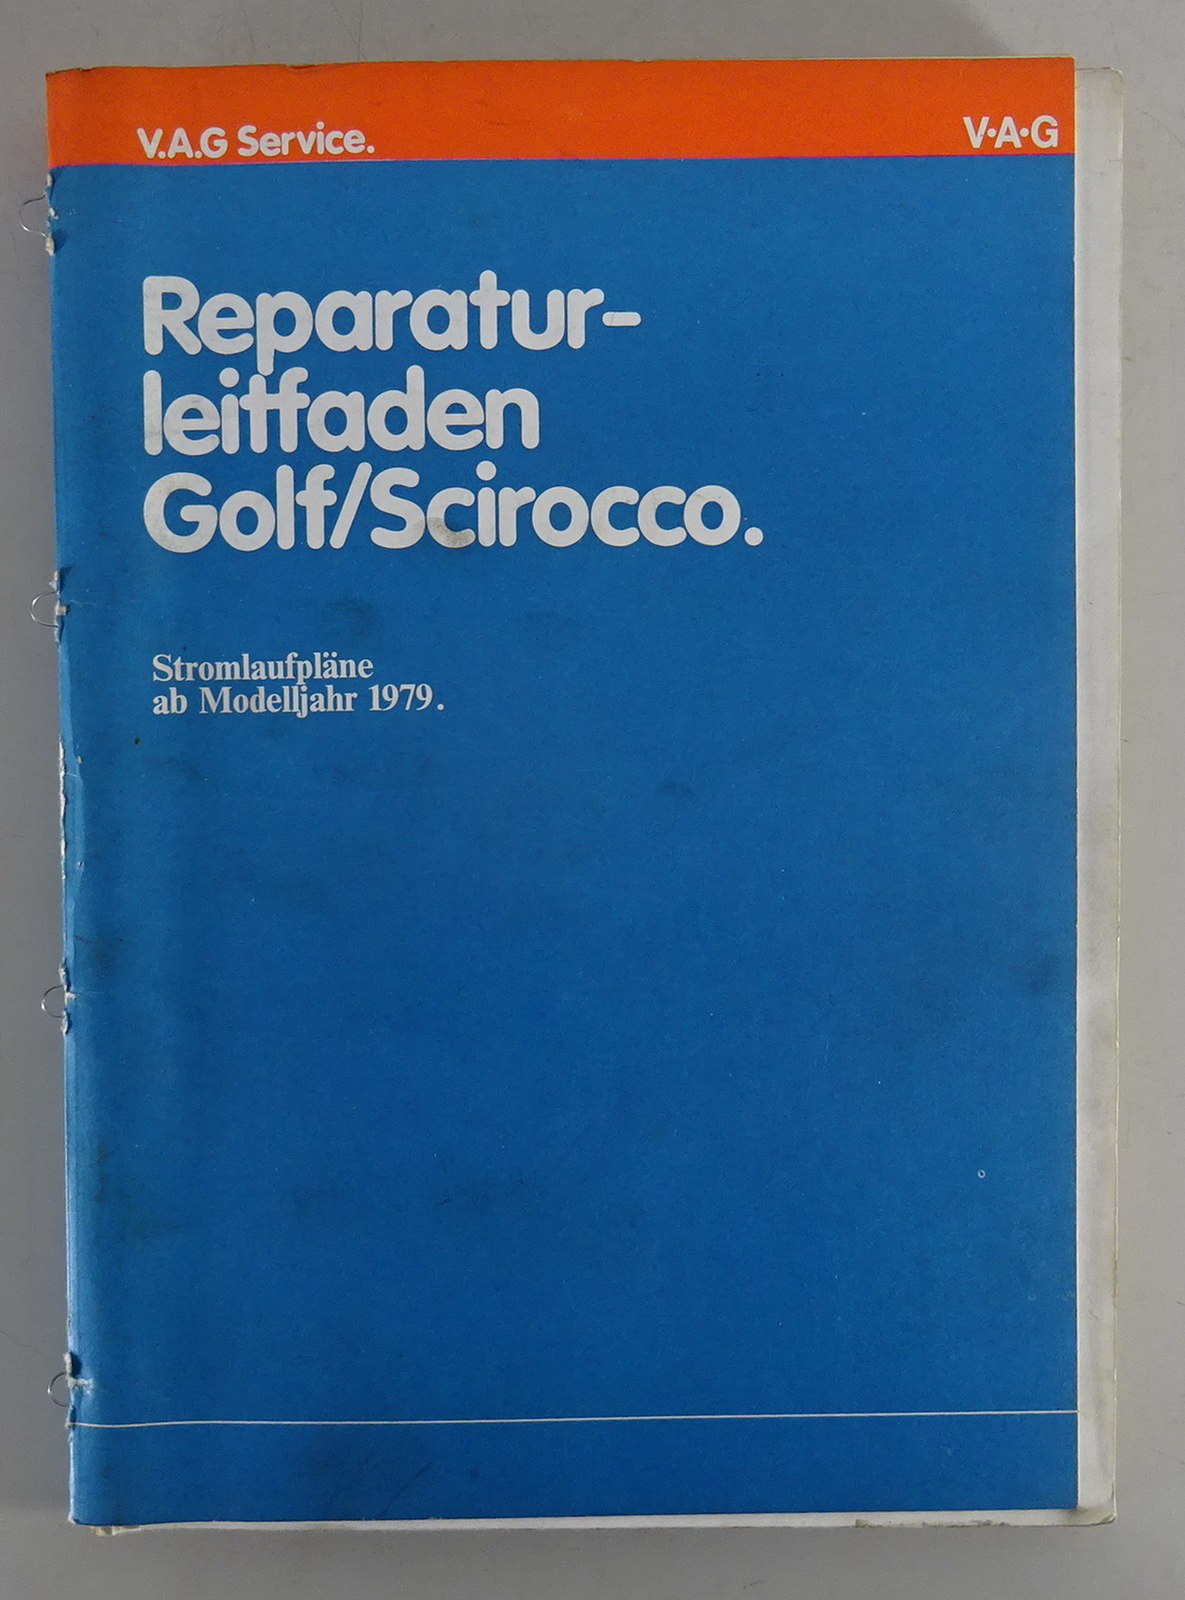 V.A.G Service.
V·A·G
Reparatur-
leitfaden
Golf/Scirocco.
Stromlaufpläne
ab Modelljahr 1979.